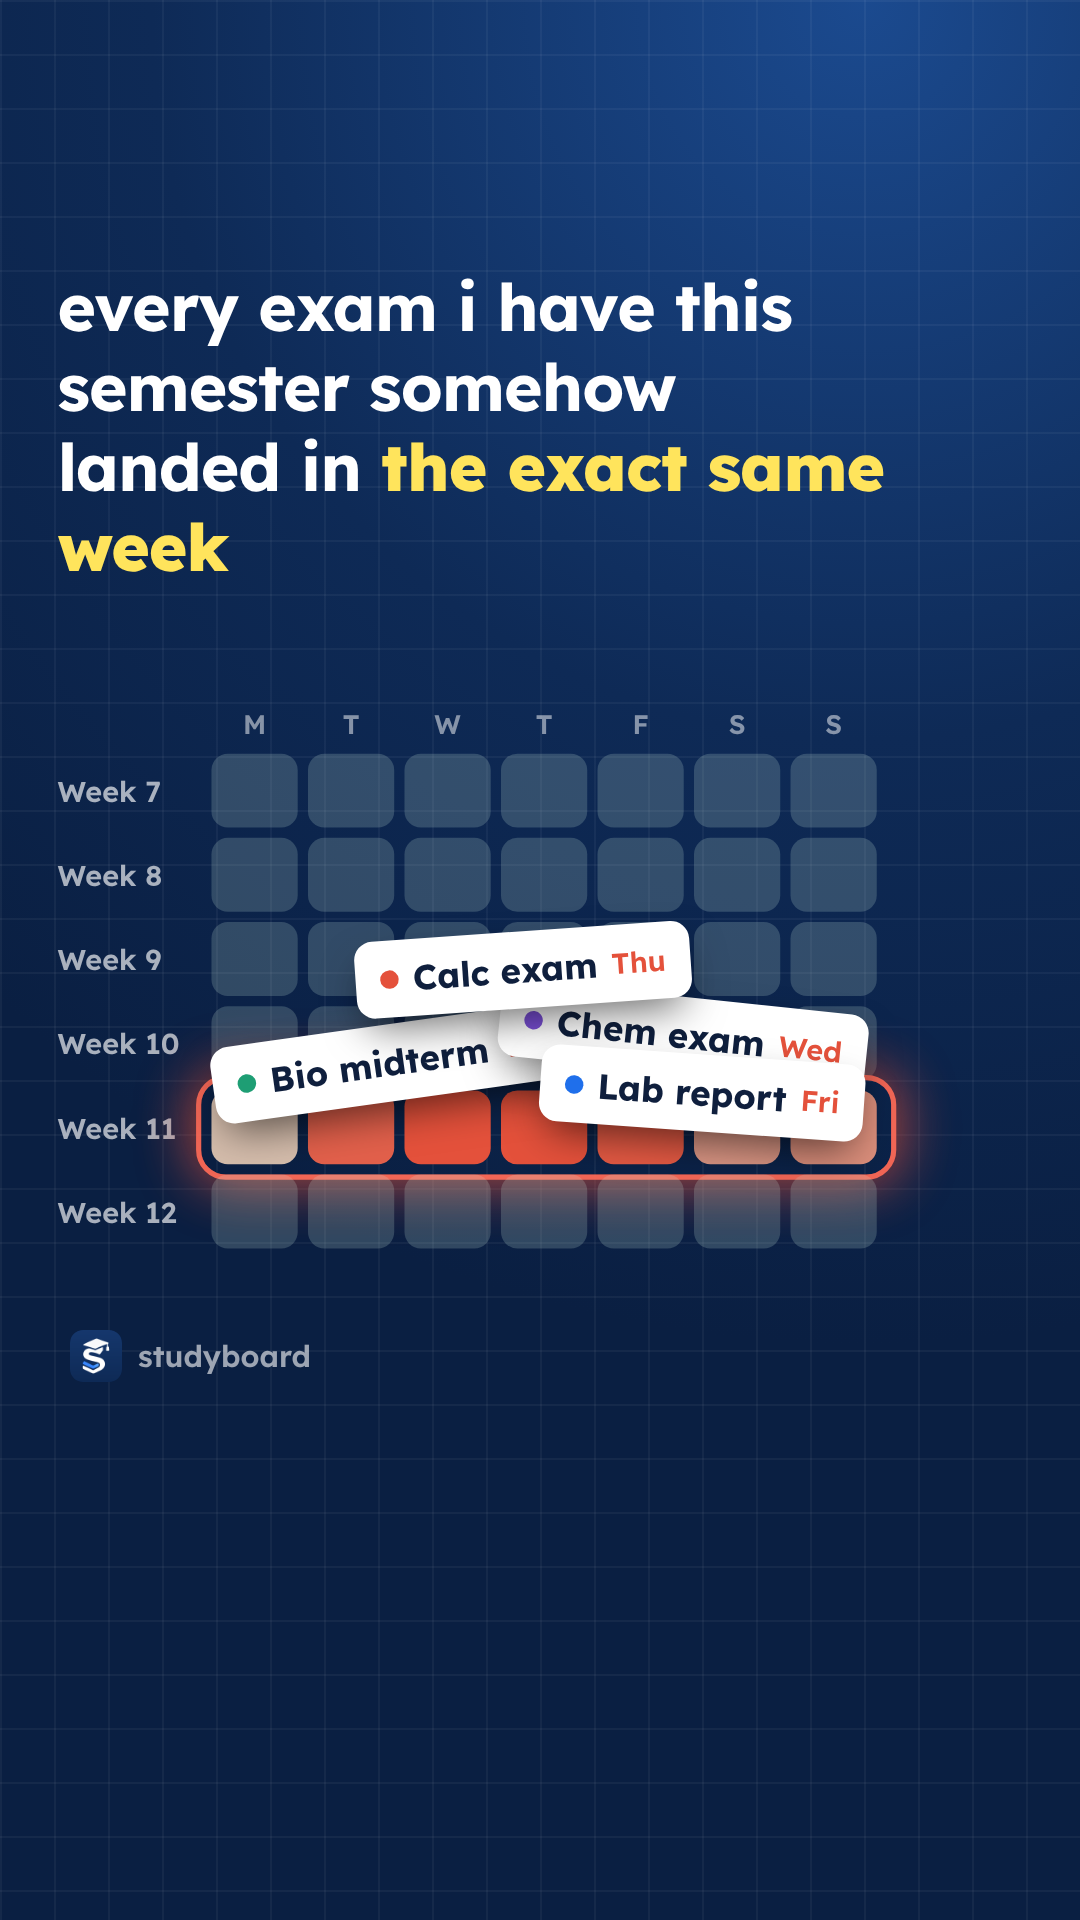 every exam i have this
semester somehow
landed in the exact same
week
M T W T F S S
Week 7
Week 8
Week 9
Calc exam Thu
Week 10
Chem exam Wed
Bio midterm
Lab report Fri
Week 11
Week 12
studyboard